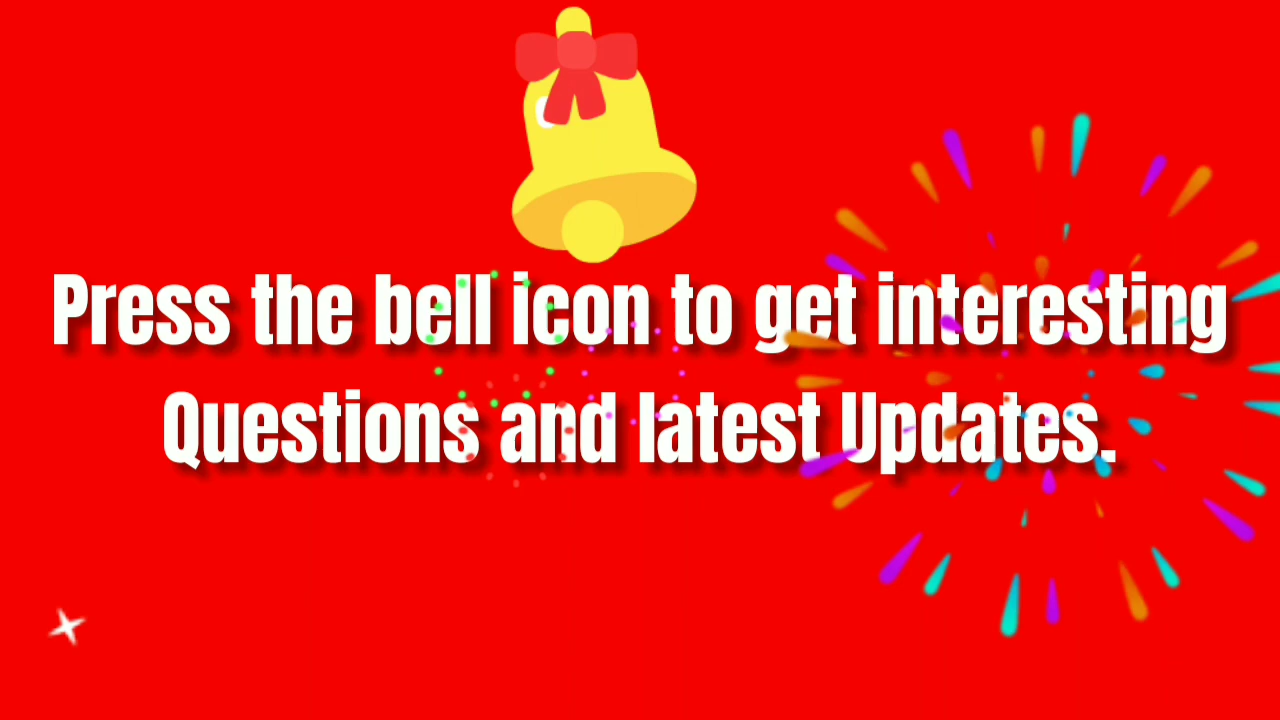 Press the bell icon to get interesting
Questions and latest Updates.